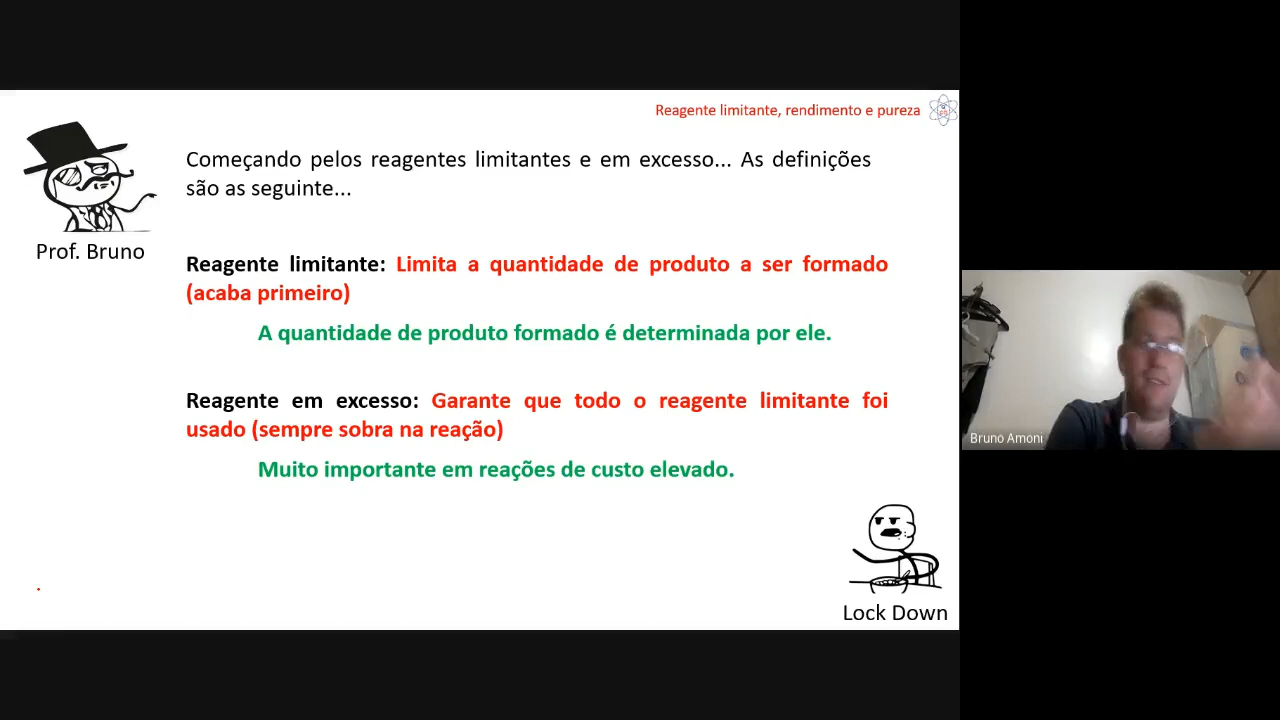 Reagente limitante, rendimento e pureza
Começando pelos reagentes limitantes e em excesso... As definições
são as seguinte...
Prof. Bruno
Reagente limitante: Limita a quantidade de produto a ser formado
(acaba primeiro)
A quantidade de produto formado é determinada por ele.
Reagente em excesso: Garante que todo o reagente limitante foi
usado (sempre sobra na reação)
Muito importante em reações de custo elevado.
Bruno Amoni
Lock Down